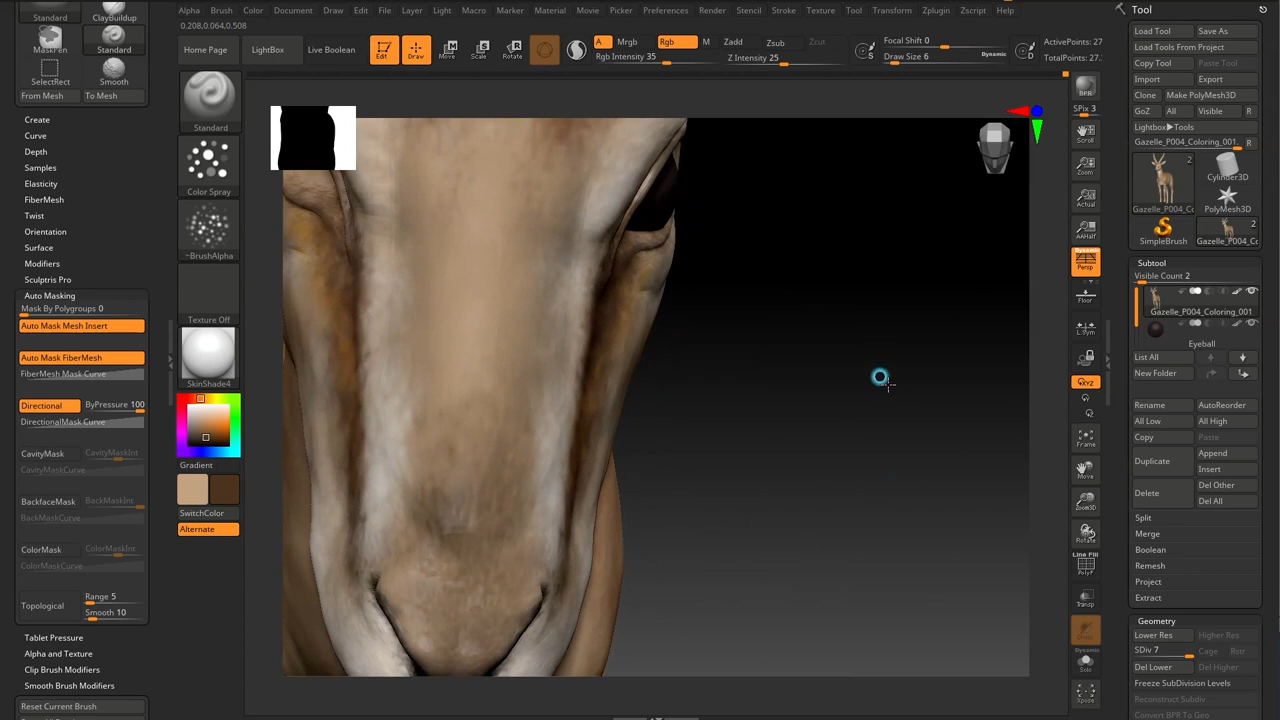 Alpha Brush Color Document Draw Edit File Layer Light Macro Marker Material Movie Picker Preferences Render Stencil Stroke Texture Tool Transform Zplugin Zscript Help
0.208,0.064,0.508
ClayBuildup
MaskPen Standard
SelectRect Smooth
From Mesh To Mesh
Create
Curve
Depth
Samples
Elasticity
FiberMesh
Twist
Orientation
Surface
Modifiers
Sculptris Pro
Auto Masking
Mask By Polygroups 0
Auto Mask Mesh Insert
Auto Mask FiberMesh
FiberMesh Mask Curve
Directional ByPressure 100
DirectionalMask Curve
CavityMask CavityMaskInt
CavityMaskCurve
BackfaceMask BackMaskInt
BackMaskCurve
ColorMask ColorMaskInt
ColorMaskCurve
Topological Range 5
Smooth 10
Tablet Pressure
Alpha and Texture
Clip Brush Modifiers
Smooth Brush Modifiers
Reset Current Brush
Home Page LightBox Live Boolean Edit Draw Move Scale Rotate
A Mrgb Rgb M Zadd Zsub Zcut
Rgb Intensity 35 Z Intensity 25
S Focal Shift 0
Draw Size 6 Dynamic D
ActivePoints: 27
TotalPoints: 27.
Standard
Color Spray
~BrushAlpha
Texture Off
SkinShade4
Gradient
SwitchColor
Alternate
BPR
SPix 3
Scroll
Zoom
Actual
AAHalf
Dynamic
Persp
Floor
L.Sym
XYZ
Frame
Move
Zoom3D
Rotate
Line Fill
PolyF
Transp
Dynamic
Solo
Xpose
Tool
Load Tool Save As
Load Tools From Project
Copy Tool Paste Tool
Import Export
Clone Make PolyMesh3D
GoZ All Visible R
Lightbox▶Tools
Gazelle_P004_Coloring_001. R
2
Cylinder3D
Gazelle_P004_Co PolyMesh3D
2
SimpleBrush Gazelle_P004_Co
Subtool
Visible Count 2
Gazelle_P004_Coloring_001
Eyeball
List All
New Folder
Rename AutoReorder
All Low All High
Copy Paste
Duplicate Append
Insert
Delete Del Other
Del All
Split
Merge
Boolean
Remesh
Project
Extract
Geometry
Lower Res Higher Res
SDiv 7 Cage Rstr
Del Lower Del Higher
Freeze SubDivision Levels
Reconstruct Subdiv
Convert BPR To Geo